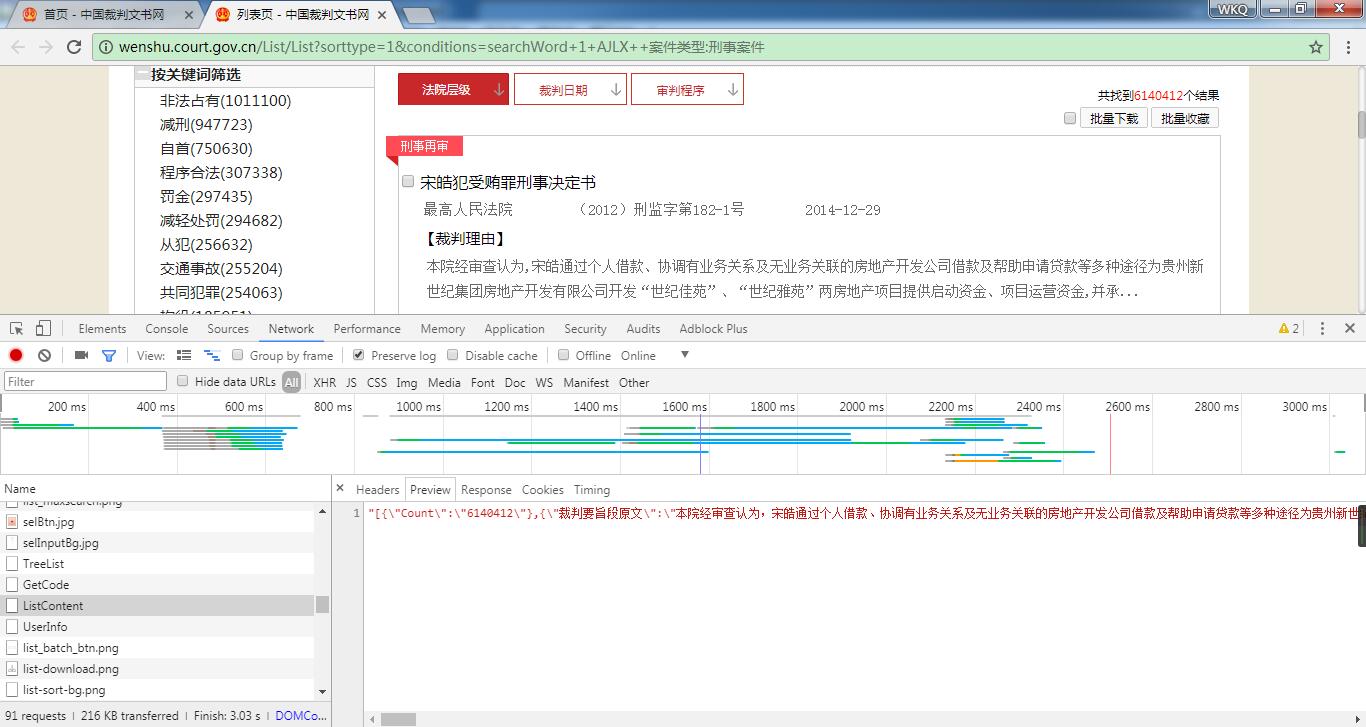 首页 - 中国裁判文书网
列表页 - 中国裁判文书网
WKQ
wenshu.court.gov.cn/List/List?sorttype=1&conditions=searchWord+1+AJLX++案件类型:刑事案件
按关键词筛选
非法占有(1011100)
减刑(947723)
自首(750630)
程序合法(307338)
罚金(297435)
减轻处罚(294682)
从犯(256632)
交通事故(255204)
共同犯罪(254063)
法院层级
裁判日期
审判程序
共找到6140412个结果
批量下载 批量收藏
刑事再审
宋皓犯受贿罪刑事决定书
最高人民法院 （2012）刑监字第182-1号 2014-12-29
【裁判理由】
本院经审查认为,宋皓通过个人借款、协调有业务关系及无业务关联的房地产开发公司借款及帮助申请贷款等多种途径为贵州新
世纪集团房地产开发有限公司开发“世纪佳苑”、“世纪雅苑”两房地产项目提供启动资金、项目运营资金,并承...
Elements Console Sources Network Performance Memory Application Security Audits Adblock Plus 2
View: Group by frame Preserve log Disable cache Offline Online
Filter Hide data URLs All XHR JS CSS Img Media Font Doc WS Manifest Other
200 ms 400 ms 600 ms 800 ms 1000 ms 1200 ms 1400 ms 1600 ms 1800 ms 2000 ms 2200 ms 2400 ms 2600 ms 2800 ms 3000 ms
Name
list_maxsearch.png
selBtn.jpg
selInputBg.jpg
TreeList
GetCode
ListContent
UserInfo
list_batch_btn.png
list-download.png
list-sort-bg.png
91 requests | 216 KB transferred | Finish: 3.03 s | DOMCo...
Headers Preview Response Cookies Timing
1 "[{\"Count\":\"6140412\"},{\"裁判要旨段原文\":\"本院经审查认为，宋皓通过个人借款、协调有业务关系及无业务关联的房地产开发公司借款及帮助申请贷款等多种途径为贵州新世